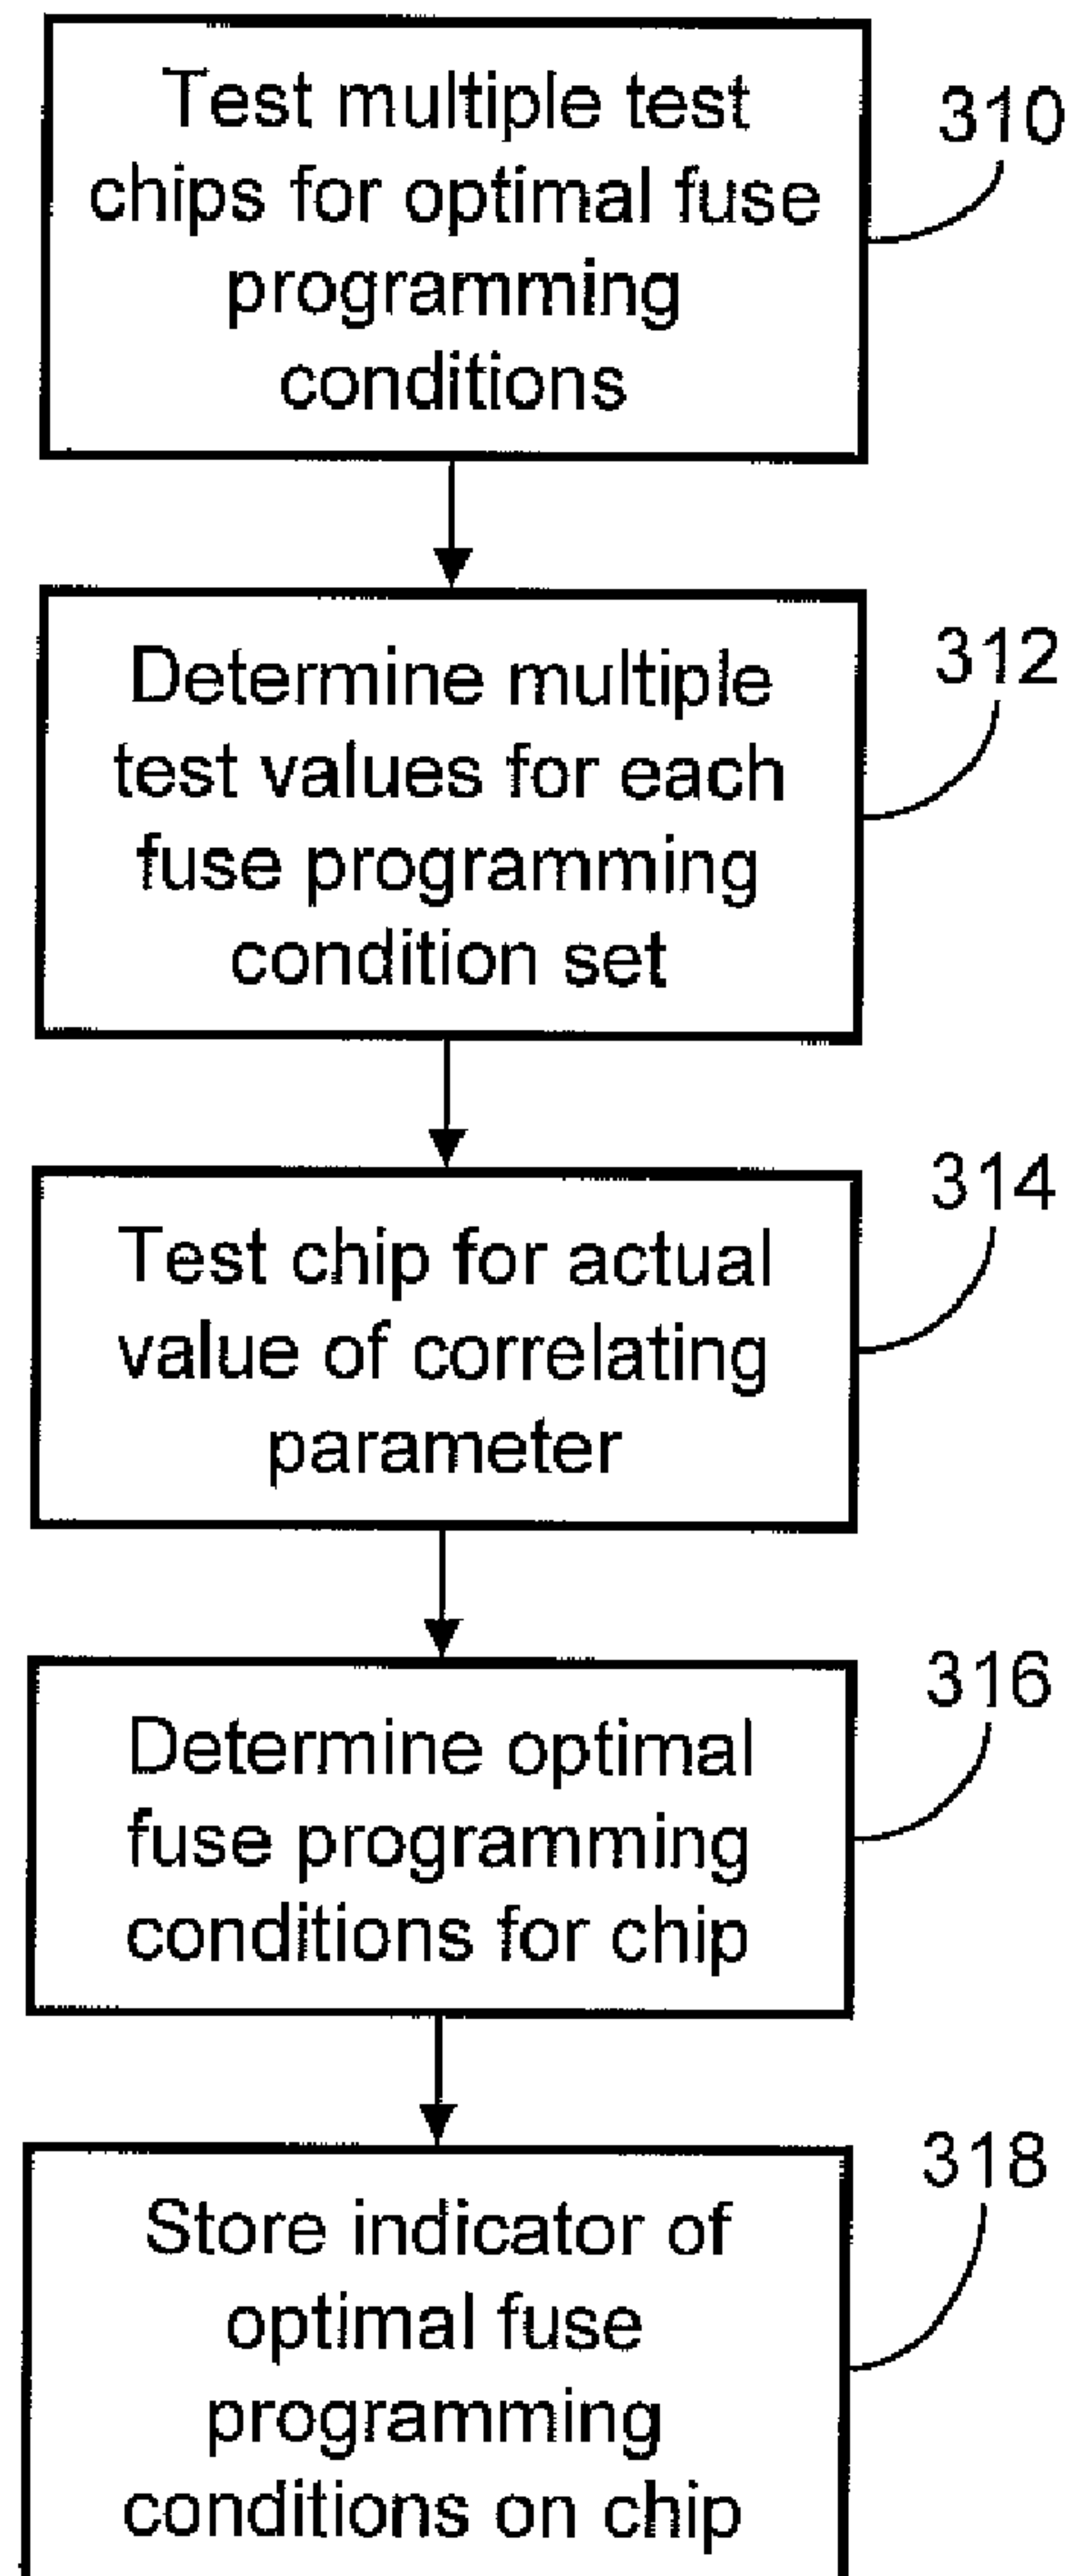 Test multiple test
chips for optimal fuse
programming
conditions
310
Determine multiple
test values for each
fuse programming
condition set
312
Test chip for actual
value of correlating
parameter
314
Determine optimal
fuse programming
conditions for chip
316
Store indicator of
optimal fuse
programming
conditions on chip
318